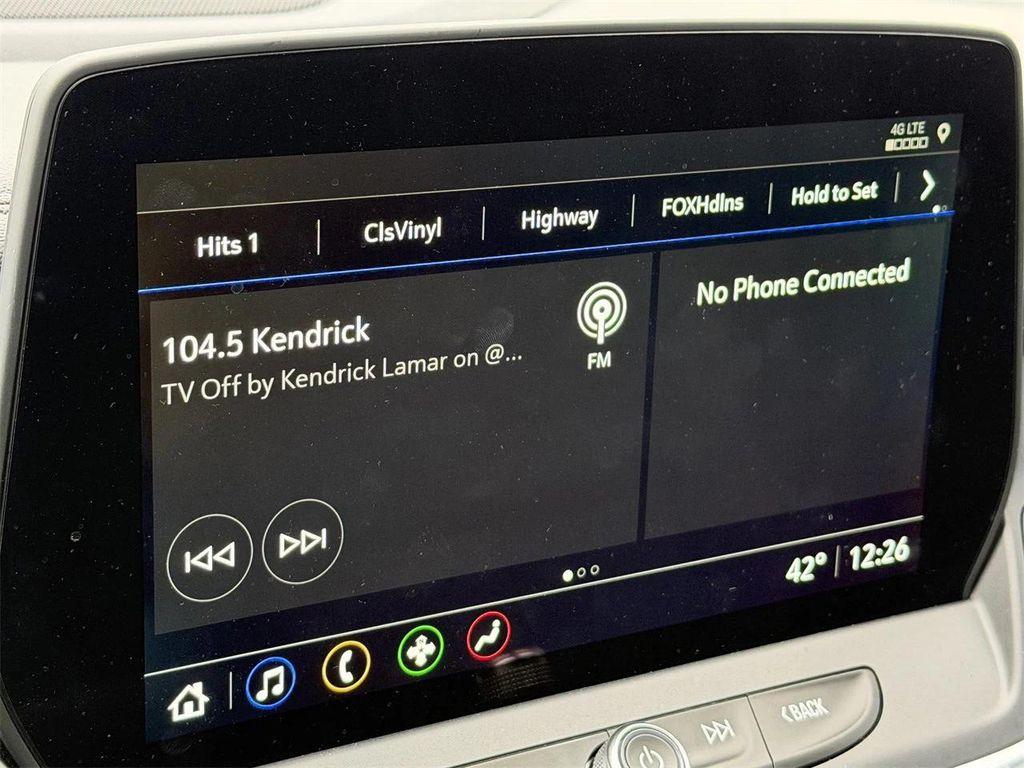 4G LTE
Hits 1 ClsVinyl Highway FOXHdlns Hold to Set
104.5 Kendrick
TV Off by Kendrick Lamar on @...
FM
No Phone Connected
42° 12:26
BACK